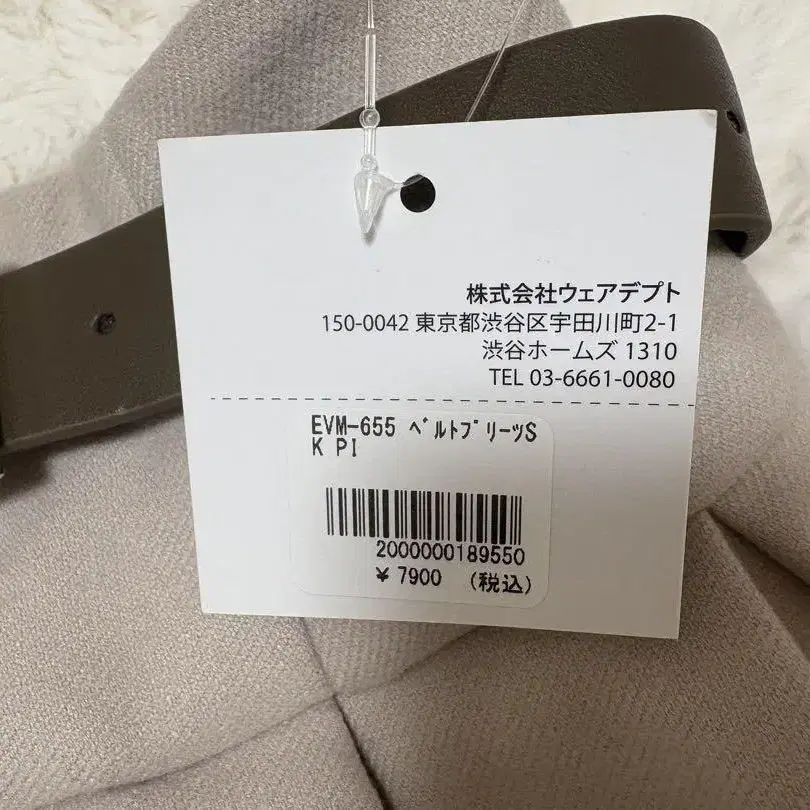 株式会社ウェアデプト
150-0042 東京都渋谷区宇田川町2-1
渋谷ホームズ 1310
TEL 03-6661-0080
EVM-655 ﾍﾞﾙﾄﾌﾟﾘｰﾂS
K PI
2000000189550
¥ 7900 (税込)